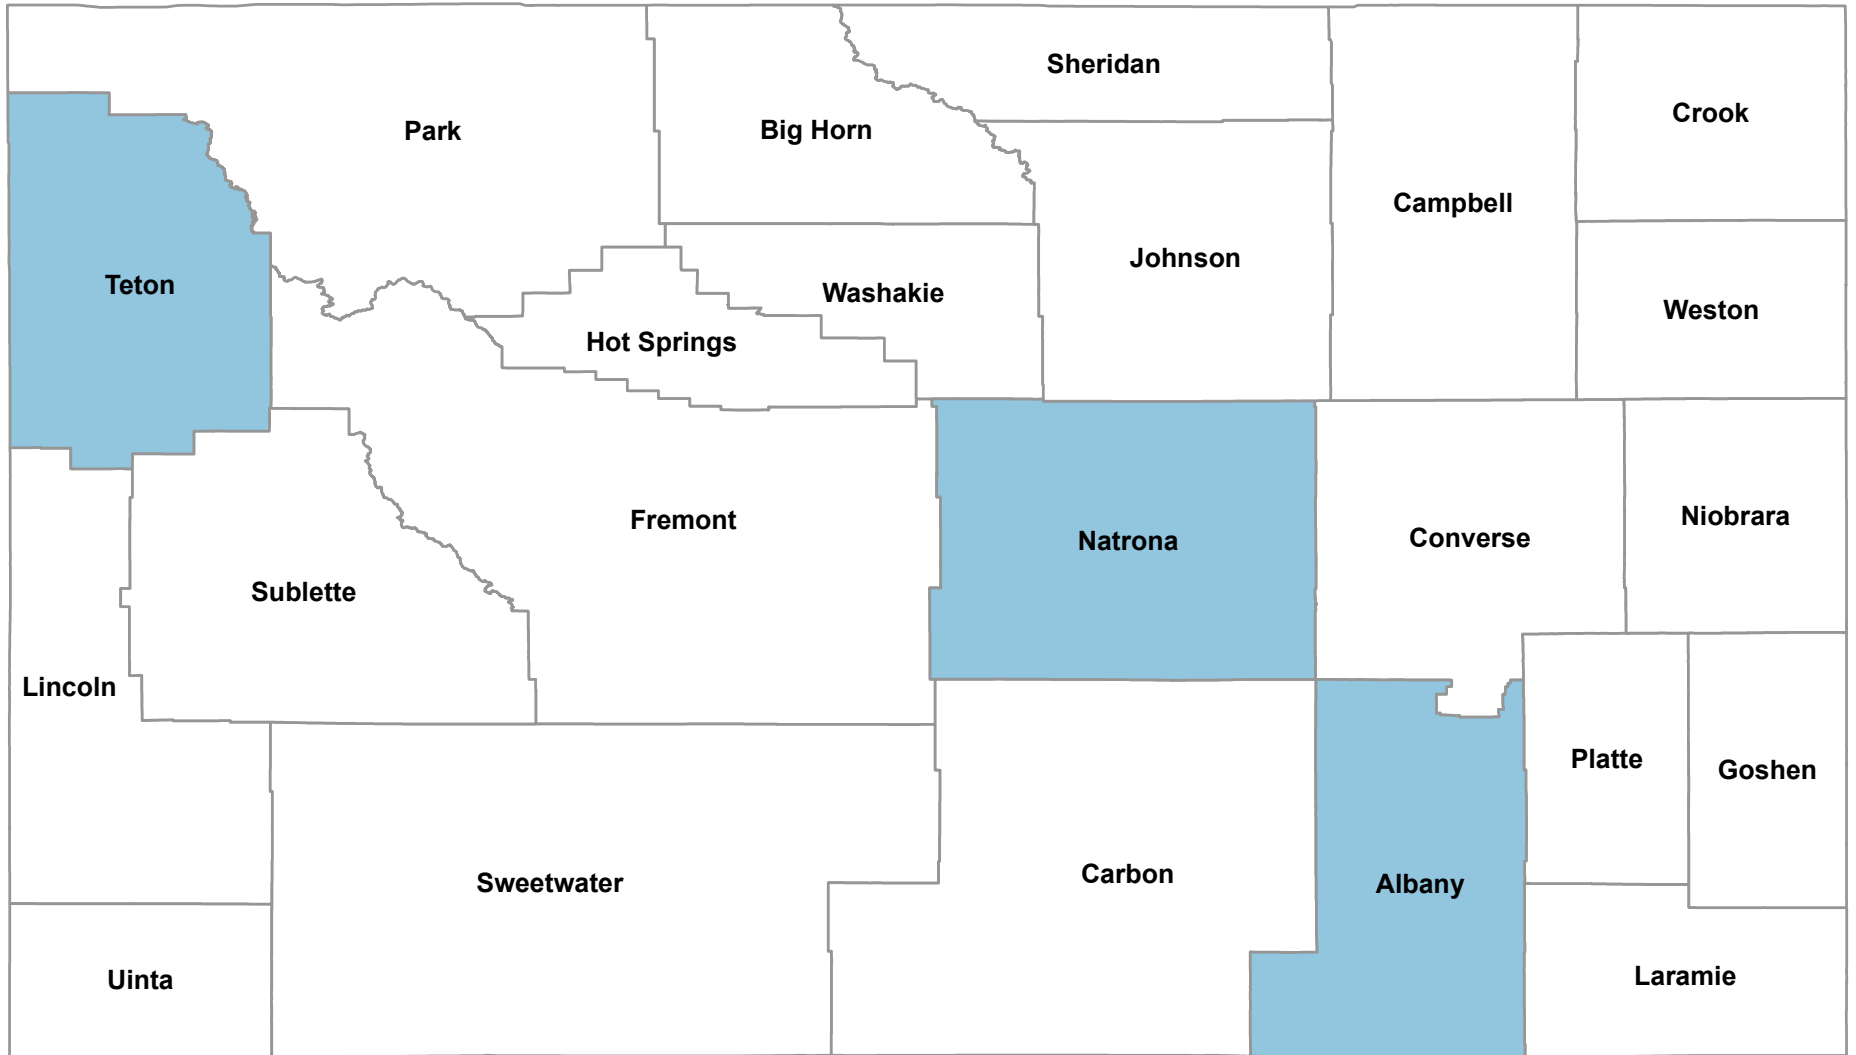 Sheridan
Crook
Park
Big Horn
Campbell
Johnson
Teton
Washakie
Weston
Hot Springs
Fremont
Natrona
Converse
Niobrara
Sublette
Lincoln
Platte
Goshen
Sweetwater
Carbon
Albany
Uinta
Laramie